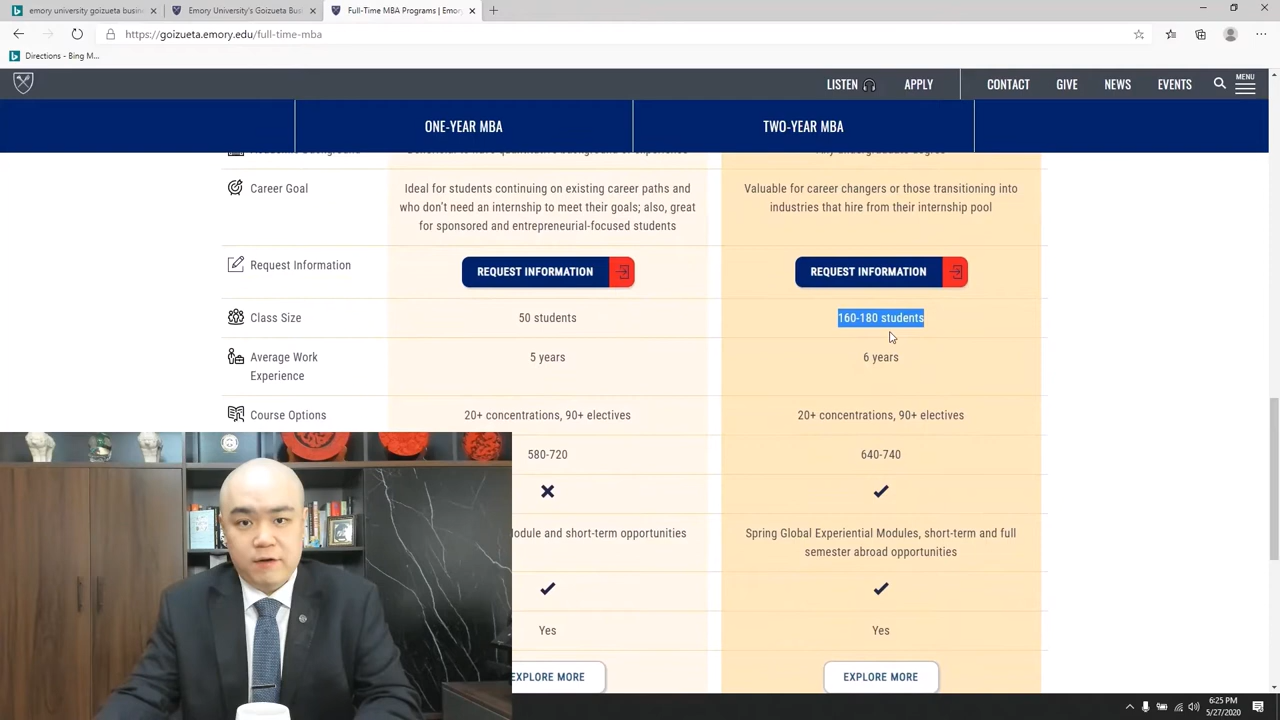 emory university goizueta busin
Emory University's Goizueta Bus
Full-Time MBA Programs | Emory
https://goizueta.emory.edu/full-time-mba
Directions - Bing M...
LISTEN
APPLY
CONTACT
GIVE
NEWS
EVENTS
MENU
ONE-YEAR MBA
TWO-YEAR MBA
Career Goal
Ideal for students continuing on existing career paths and
who don't need an internship to meet their goals; also, great
for sponsored and entrepreneurial-focused students
Valuable for career changers or those transitioning into
industries that hire from their internship pool
Request Information
REQUEST INFORMATION
REQUEST INFORMATION
Class Size
50 students
160-180 students
Average Work
Experience
5 years
6 years
Course Options
20+ concentrations, 90+ electives
20+ concentrations, 90+ electives
580-720
640-740
odule and short-term opportunities
Spring Global Experiential Modules, short-term and full
semester abroad opportunities
Yes
Yes
EXPLORE MORE
EXPLORE MORE
6:25 PM
5/27/2020